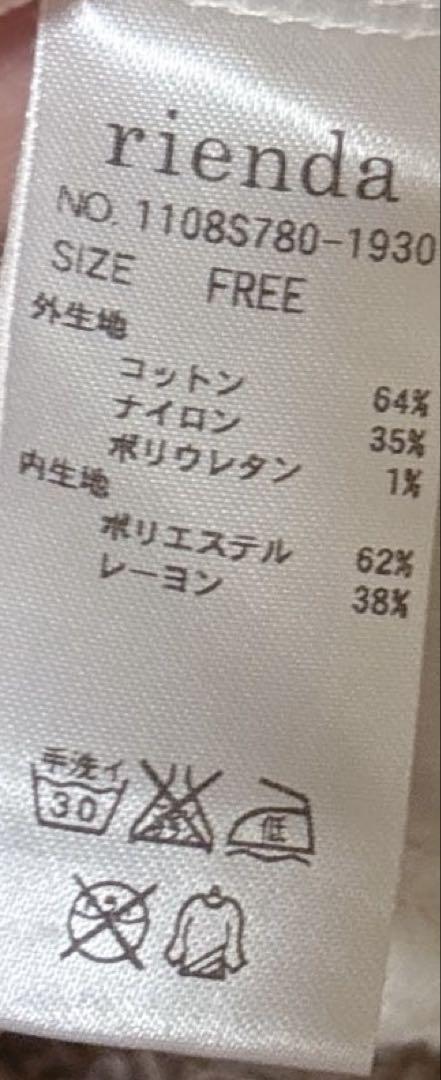 rienda
NO. 1108S780-1930
SIZE FREE
外生地
コットン 64%
ナイロン 35%
ポリウレタン 1%
内生地
ポリエステル 62%
レーヨン 38%
手洗イ
30
低